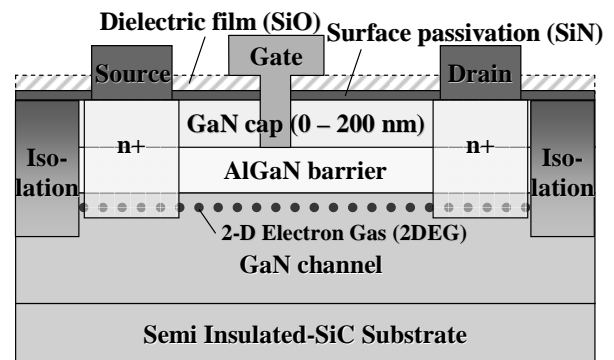 Dielectric film (SiO)
Surface passivation (SiN)
Gate
Source
Drain
GaN cap (0 – 200 nm)
n+
n+
Iso-
lation
Iso-
lation
AlGaN barrier
2-D Electron Gas (2DEG)
GaN channel
Semi Insulated-SiC Substrate